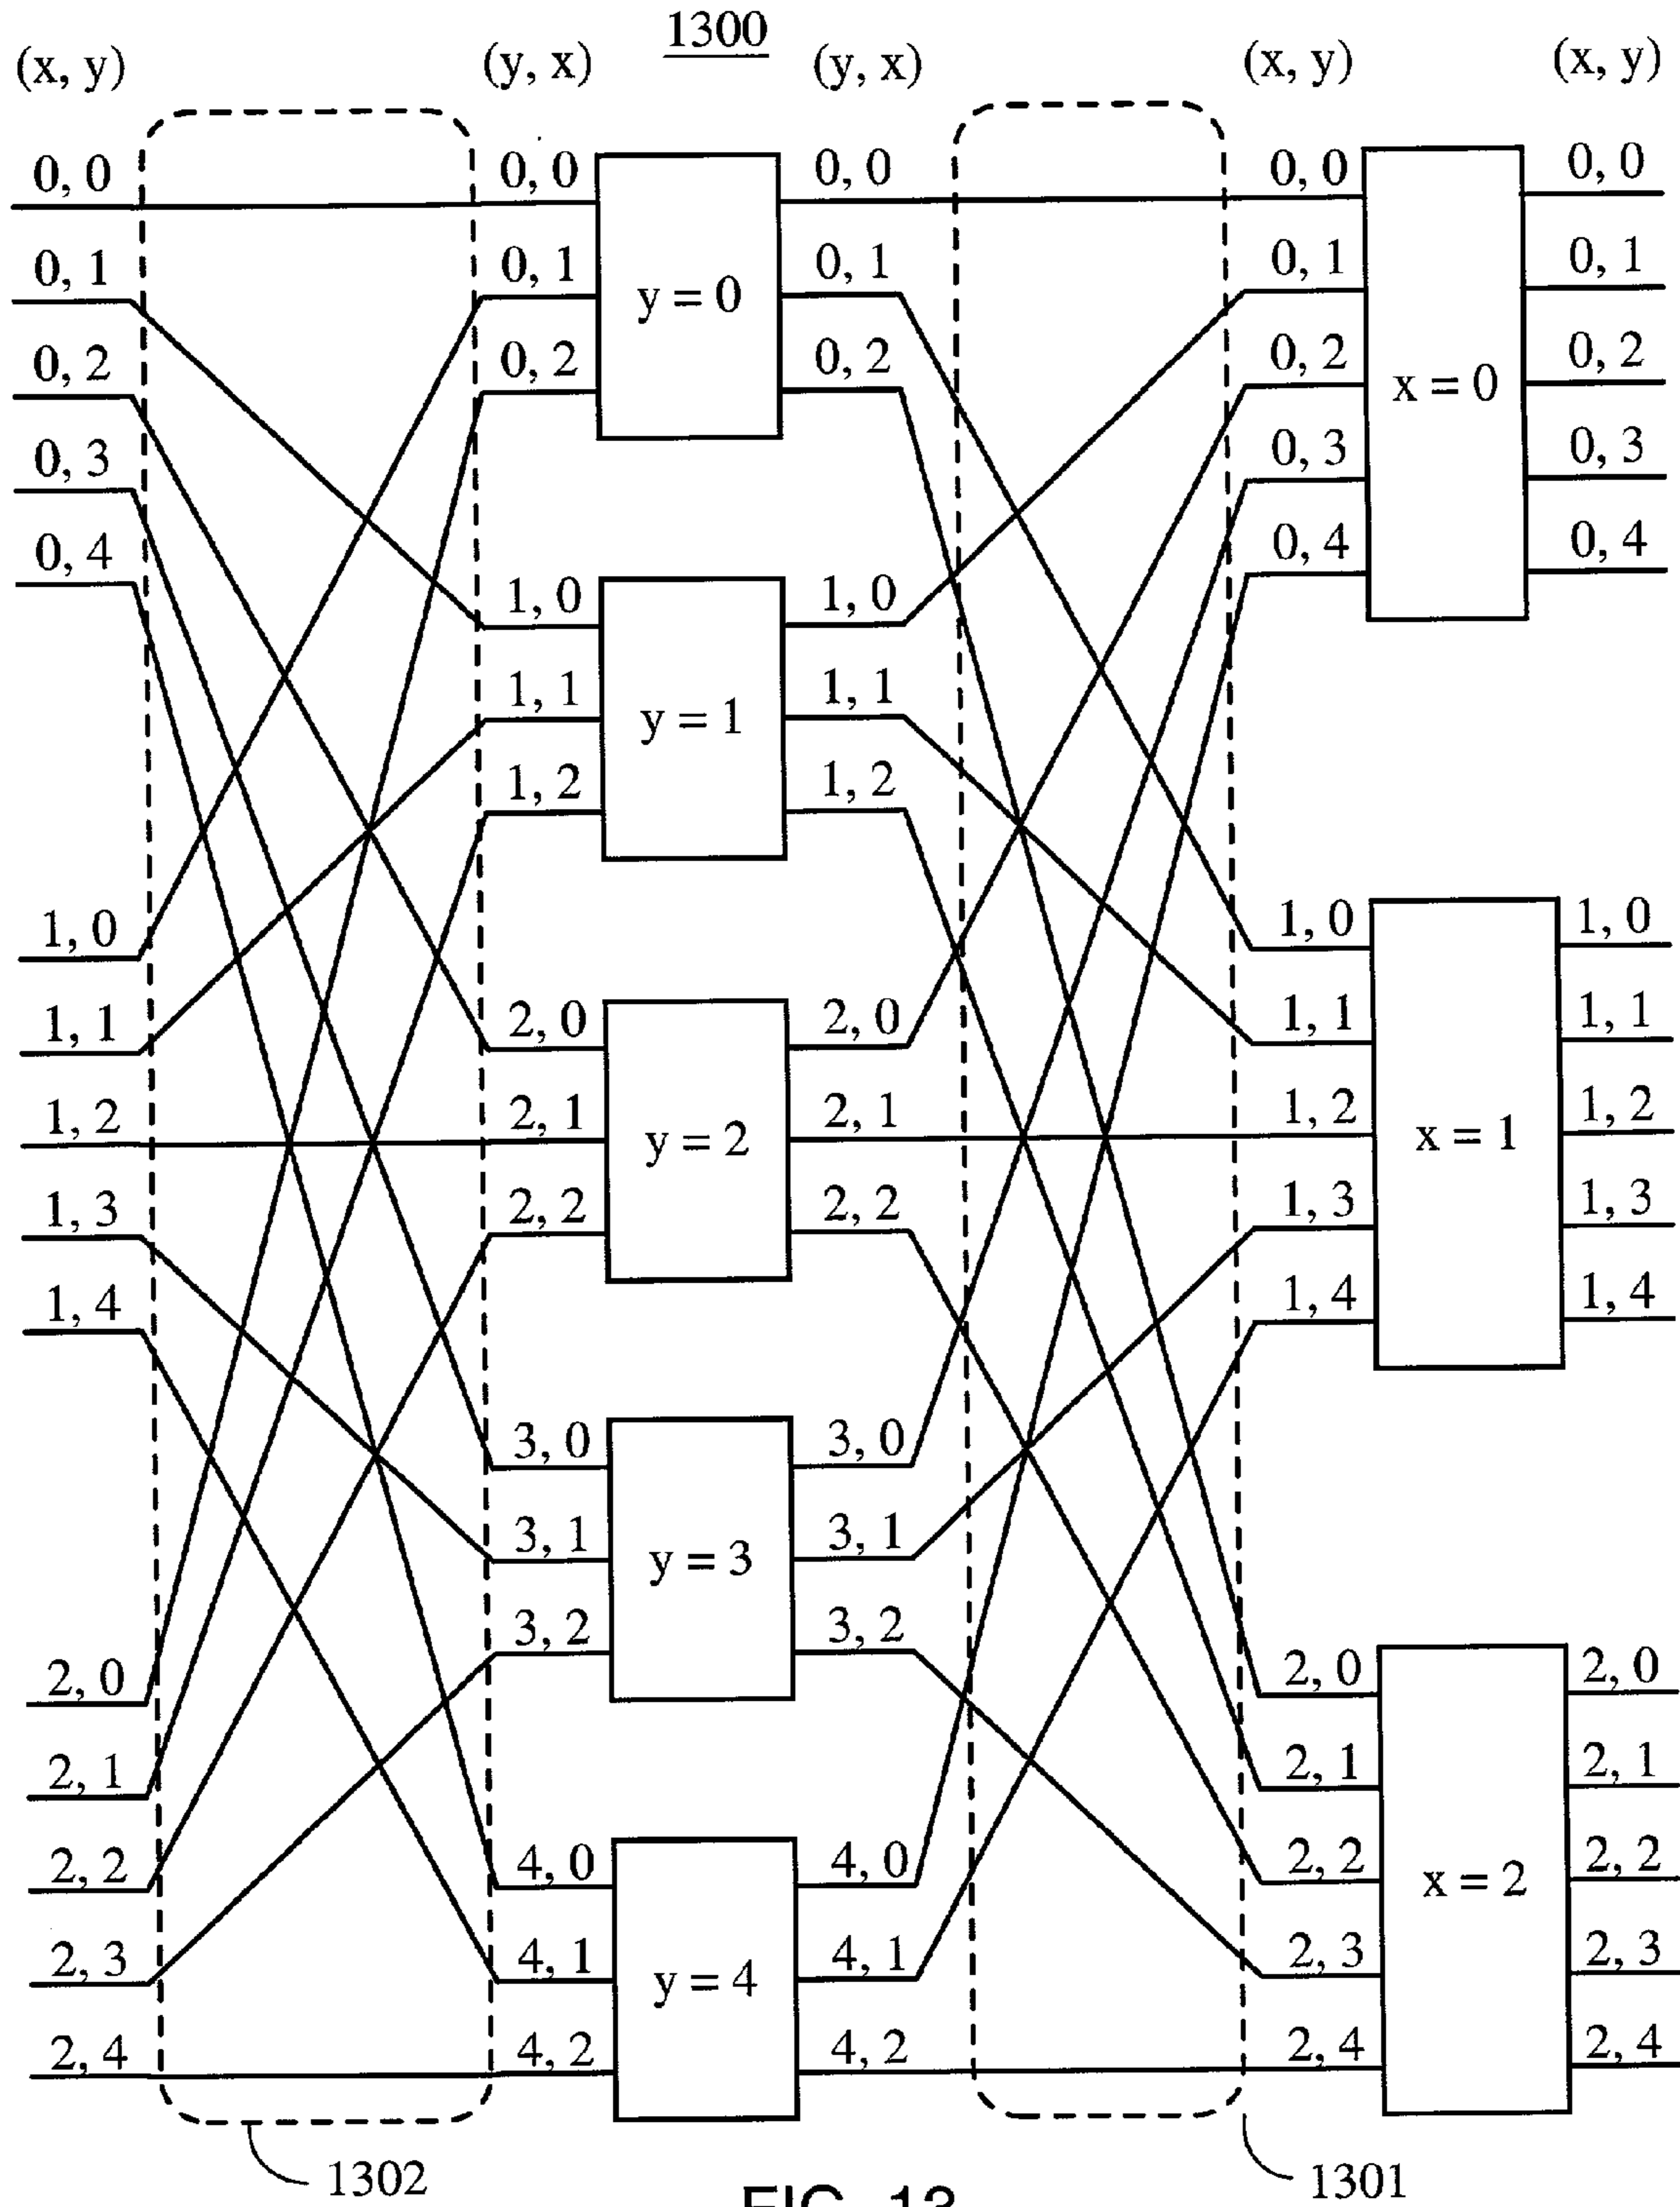 1300
(x, y) (y, x) (y, x) (x, y) (x, y)
0, 0 0, 0 0, 0 0, 0 0, 0
0, 1 0, 1 y = 0 0, 1 0, 1 0, 1
0, 2 0, 2 0, 2 0, 2 x = 0 0, 2
0, 3 0, 3 0, 3
0, 4 0, 4 0, 4
1, 0 1, 0
1, 1 y = 1 1, 1
1, 2 1, 2
1, 0 1, 0 1, 0
1, 1 2, 0 2, 0 1, 1 1, 1
1, 2 2, 1 y = 2 2, 1 1, 2 x = 1 1, 2
1, 3 2, 2 2, 2 1, 3 1, 3
1, 4 1, 4 1, 4
3, 0 3, 0
3, 1 y = 3 3, 1
3, 2 3, 2
2, 0 2, 0 2, 0
2, 1 2, 1 2, 1
2, 2 4, 0 4, 0 2, 2 x = 2 2, 2
2, 3 4, 1 y = 4 4, 1 2, 3 2, 3
2, 4 4, 2 4, 2 2, 4 2, 4
1302 1301
FIG. 13